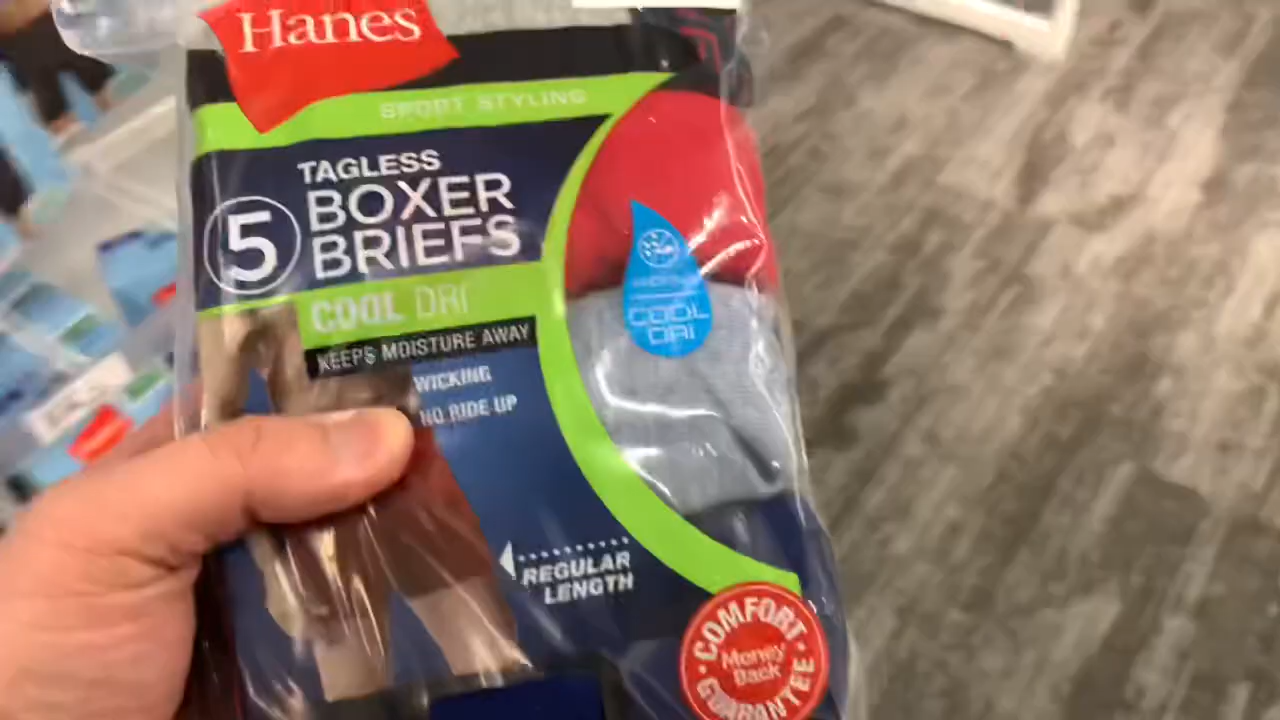 Hanes
SPORT STYLING
TAGLESS
5
BOXER
BRIEFS
COOL DRI
KEEPS MOISTURE AWAY
WICKING
NO RIDE UP
COOL
DRI
REGULAR
LENGTH
COMFORT
Money
Back
GUARANTEE